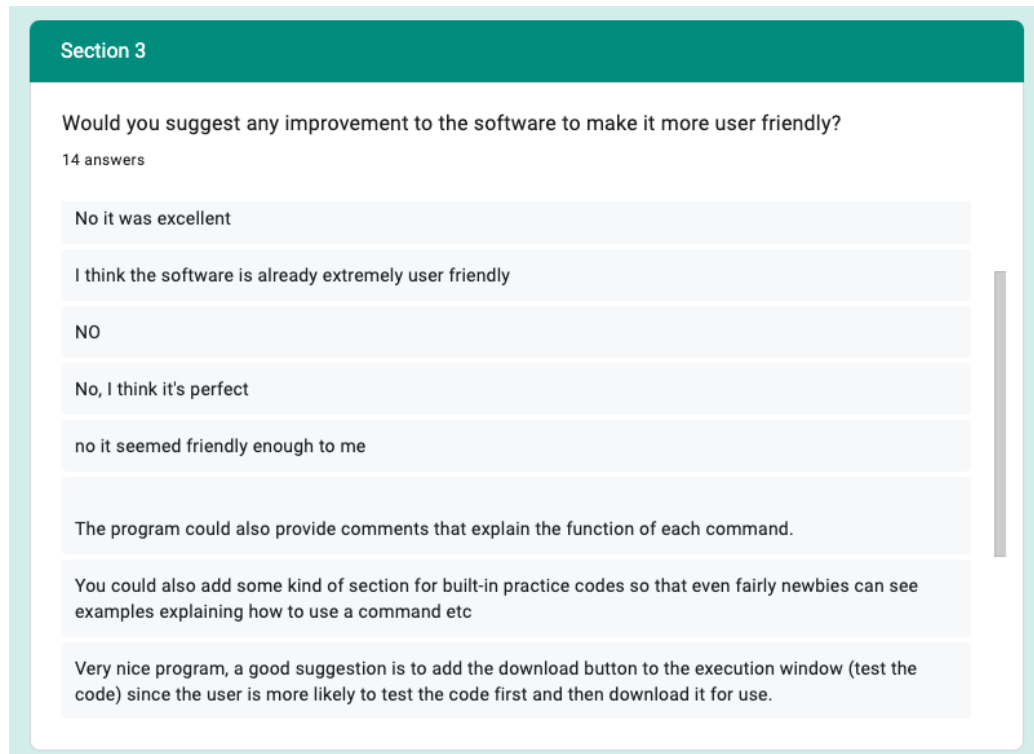 Section 3
Would you suggest any improvement to the software to make it more user friendly?
14 answers
No it was excellent
I think the software is already extremely user friendly
NO
No, I think it's perfect
no it seemed friendly enough to me
The program could also provide comments that explain the function of each command.
You could also add some kind of section for built-in practice codes so that even fairly newbies can see
examples explaining how to use a command etc
Very nice program, a good suggestion is to add the download button to the execution window (test the
code) since the user is more likely to test the code first and then download it for use.